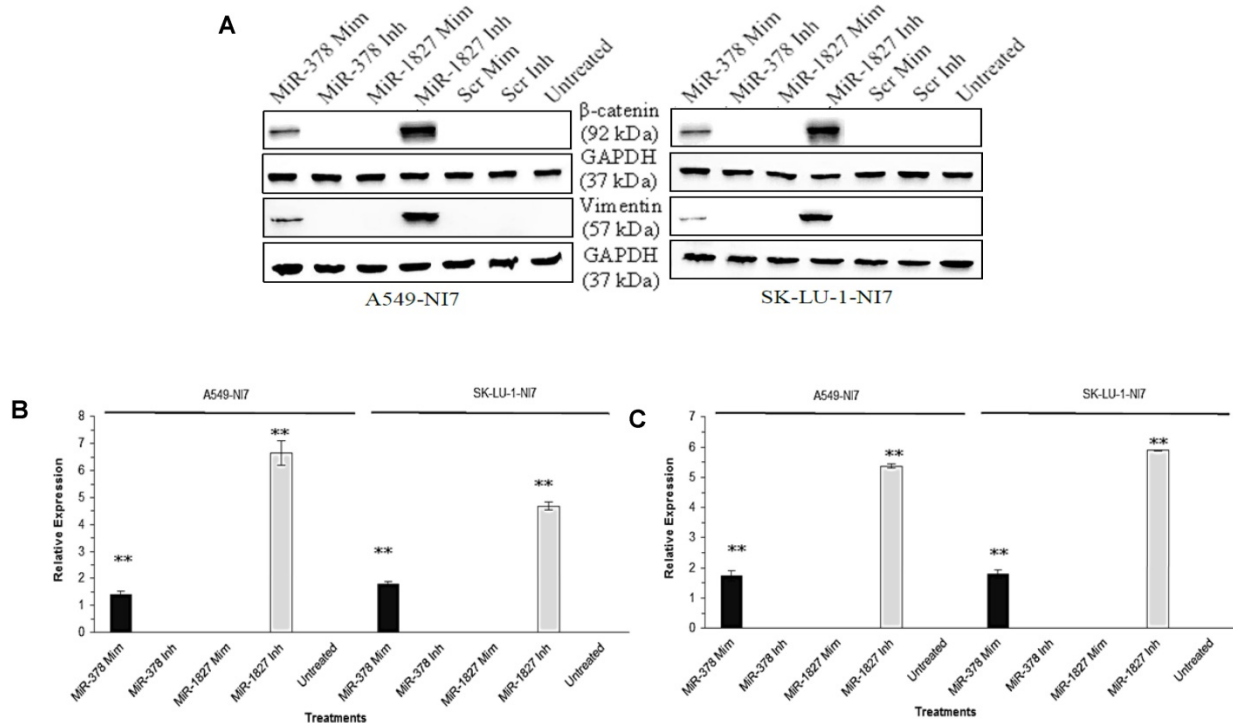 A
MiR-378 Mim
MiR-378 Inh
MiR-1827 Mim
MiR-1827 Inh
Scr Mim
Scr Inh
Untreated
MiR-378 Mim
MiR-378 Inh
MiR-1827 Mim
MiR-1827 Inh
Scr Mim
Scr Inh
Untreated
β-catenin
(92 kDa)
GAPDH
(37 kDa)
Vimentin
(57 kDa)
GAPDH
(37 kDa)
A549-NI7
SK-LU-1-NI7
B
A549-NI7
SK-LU-1-NI7
Relative Expression
8
7
6
5
4
3
2
1
0
**
**
**
**
MiR-378 Mim
MiR-378 Inh
MiR-1827 Mim
MiR-1827 Inh
Untreated
MiR-378 Mim
MiR-378 Inh
MiR-1827 Mim
MiR-1827 Inh
Untreated
Treatments
C
A549-NI7
SK-LU-1-NI7
Relative Expression
7
6
5
4
3
2
1
0
**
**
**
**
MiR-378 Mim
MiR-378 Inh
MiR-1827 Mim
MiR-1827 Inh
Untreated
MiR-378 Mim
MiR-378 Inh
MiR-1827 Mim
MiR-1827 Inh
Untreated
Treatments